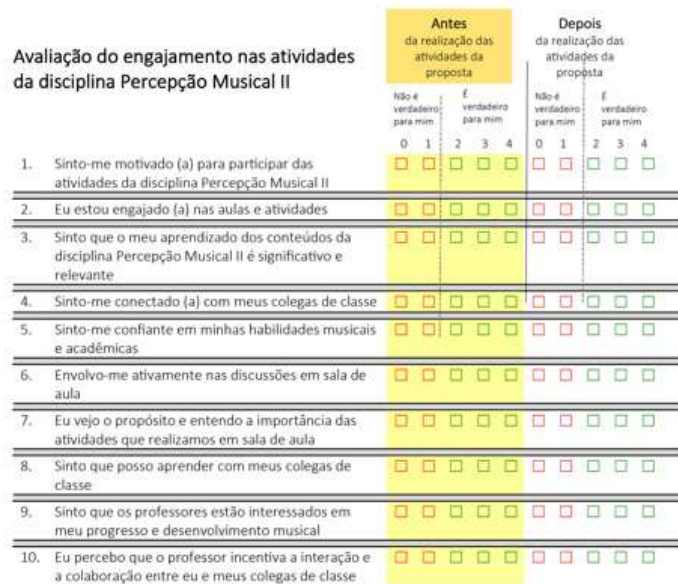 Avaliação do engajamento nas atividades
da disciplina Percepção Musical II
Antes
da realização das
atividades da
proposta
Depois
da realização das
atividades da
proposta
Não é
verdadeiro
para mim
É
verdadeiro
para mim
Não é
verdadeiro
para mim
É
verdadeiro
para mim
0 1 2 3 4 0 1 2 3 4
1. Sinto-me motivado (a) para participar das
atividades da disciplina Percepção Musical II
2. Eu estou engajado (a) nas aulas e atividades
3. Sinto que o meu aprendizado dos conteúdos da
disciplina Percepção Musical II é significativo e
relevante
4. Sinto-me conectado (a) com meus colegas de classe
5. Sinto-me confiante em minhas habilidades musicais
e acadêmicas
6. Envolvo-me ativamente nas discussões em sala de
aula
7. Eu vejo o propósito e entendo a importância das
atividades que realizamos em sala de aula
8. Sinto que posso aprender com meus colegas de
classe
9. Sinto que os professores estão interessados em
meu progresso e desenvolvimento musical
10. Eu percebo que o professor incentiva a interação e
a colaboração entre eu e meus colegas de classe